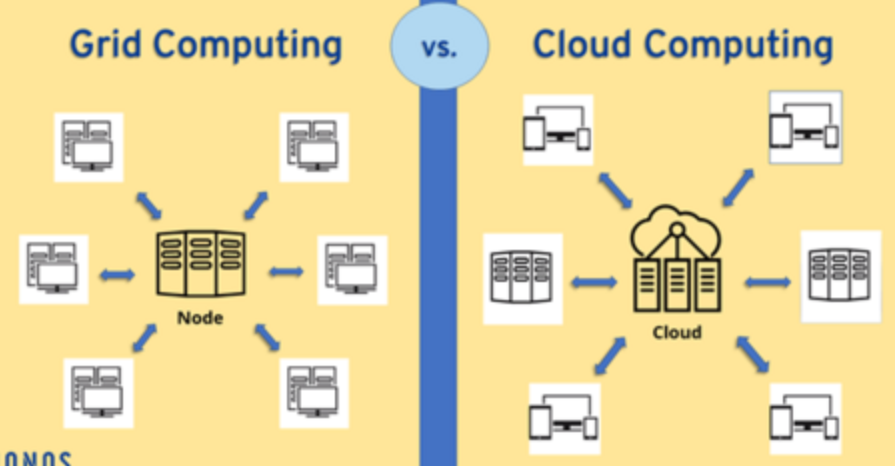 Grid Computing
vs.
Cloud Computing
Node
Cloud